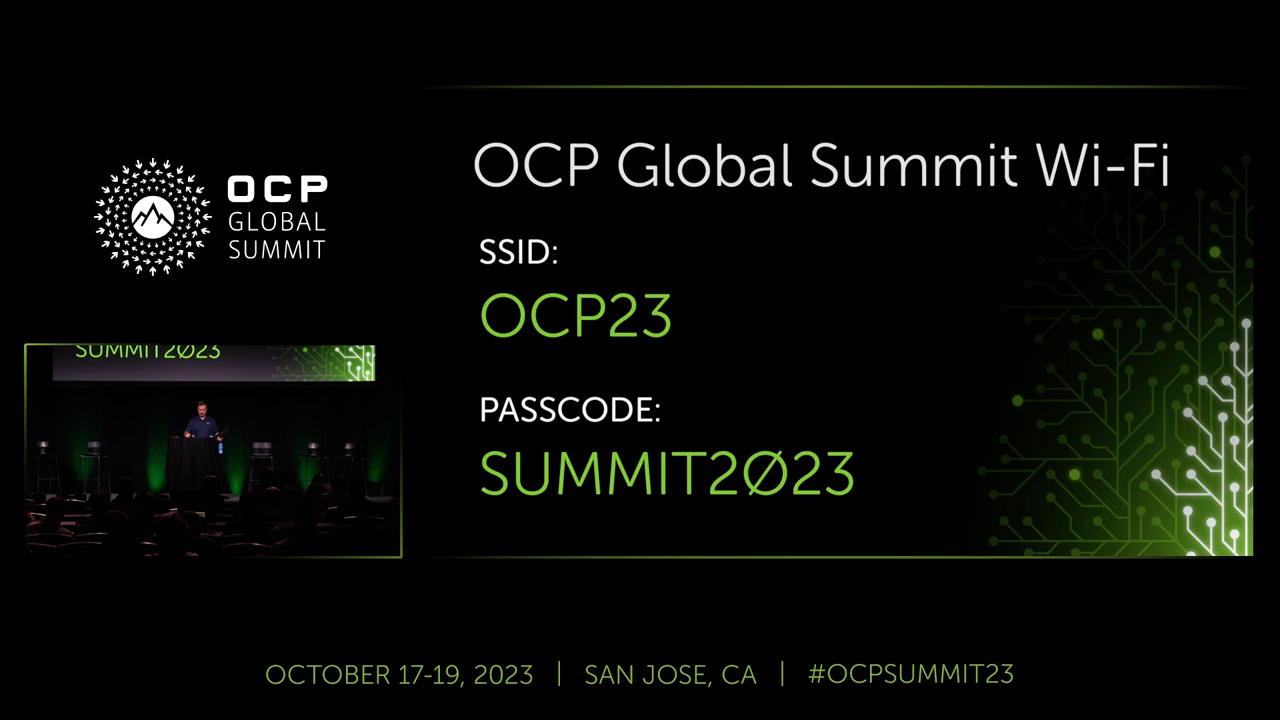 OCP
GLOBAL
SUMMIT
SUMMIT2Ø23
OCP Global Summit Wi-Fi
SSID:
OCP23
PASSCODE:
SUMMIT2Ø23
OCTOBER 17-19, 2023 | SAN JOSE, CA | #OCPSUMMIT23